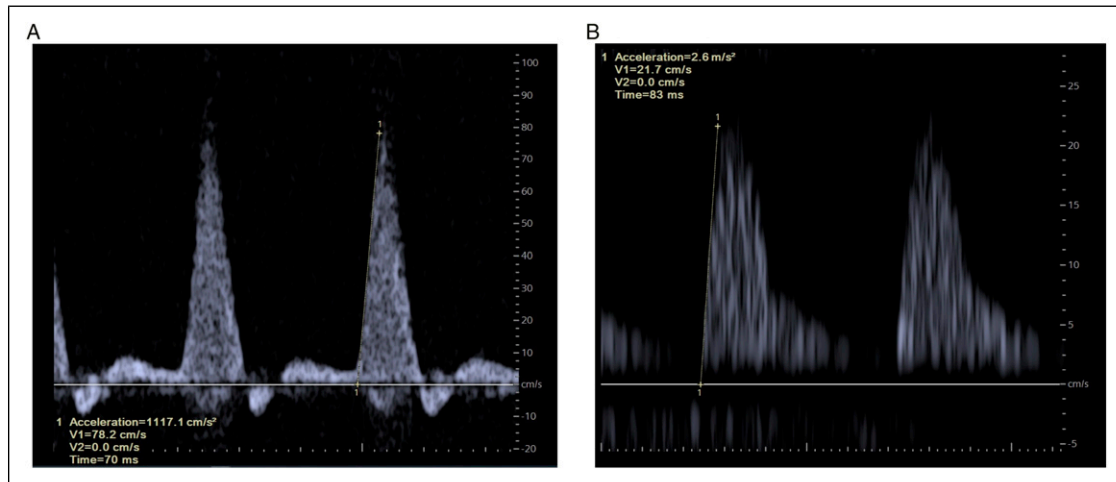 A
100
90
80
70
60
50
40
30
20
10
cm/s
-10
-20
1
1
1 Acceleration=1117.1 cm/s²
V1=78.2 cm/s
V2=0.0 cm/s
Time=70 ms
B
1 Acceleration=2.6 m/s²
V1=21.7 cm/s
V2=0.0 cm/s
Time=83 ms
1
1
25
20
15
10
5
cm/s
-5